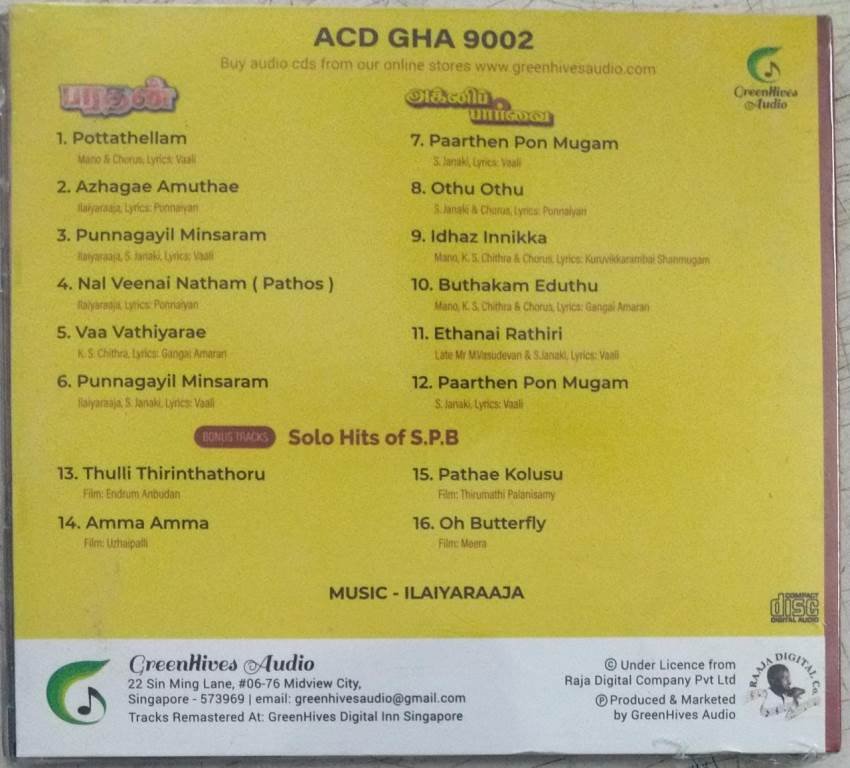 ACD GHA 9002
Buy audio cds from our online stores www.greenhivesaudio.com
GreenHives Audio
பரதன்
1. Pottathellam
Mano & Chorus, Lyrics: Vaali
2. Azhagae Amuthae
Ilaiyaraaja, Lyrics: Ponnaiyan
3. Punnagayil Minsaram
Ilaiyaraaja, S. Janaki, Lyrics: Vaali
4. Nal Veenai Natham ( Pathos )
Ilaiyaraaja, Lyrics: Ponnaiyan
5. Vaa Vathiyarae
K. S. Chithra, Lyrics: Gangai Amaran
6. Punnagayil Minsaram
Ilaiyaraaja, S. Janaki, Lyrics: Vaali
அக்னிப் பார்வை
7. Paarthen Pon Mugam
S. Janaki, Lyrics: Vaali
8. Othu Othu
S. Janaki & Chorus, Lyrics: Ponnaiyan
9. Idhaz Innikka
Mano, K. S. Chithra & Chorus, Lyrics: Kuruvikkarambai Shanmugam
10. Buthakam Eduthu
Mano, K. S. Chithra & Chorus, Lyrics: Gangai Amaran
11. Ethanai Rathiri
Late Mr M.Vasudevan & S.Janaki, Lyrics: Vaali
12. Paarthen Pon Mugam
S. Janaki, Lyrics: Vaali
BONUS TRACKS Solo Hits of S.P.B
13. Thulli Thirinthathoru
Film: Endrum Anbudan
14. Amma Amma
Film: Uzhaipalli
15. Pathae Kolusu
Film: Thirumathi Palanisamy
16. Oh Butterfly
Film: Meera
MUSIC - ILAIYARAAJA
COMPACT
disc
DIGITAL AUDIO
GreenHives Audio
22 Sin Ming Lane, #06-76 Midview City,
Singapore - 573969 | email: greenhivesaudio@gmail.com
Tracks Remastered At: GreenHives Digital Inn Singapore
© Under Licence from
Raja Digital Company Pvt Ltd
℗ Produced & Marketed
by GreenHives Audio
RAAJA DIGITAL Co.